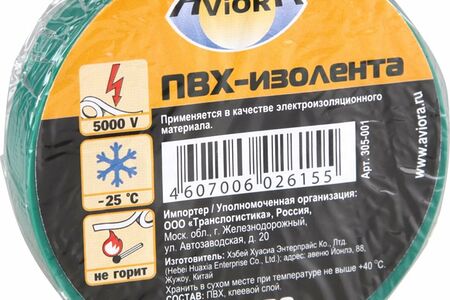 AVIORA
ПВХ-изолента
Применяется в качестве электроизоляционного
материала.
5000 V
-25 °C
не горит
4 607006 026155
Арт. 305-001
www.aviora.ru
Импортер / Уполномоченная организация:
ООО «Транслогистика», Россия,
Моск. обл., г. Железнодорожный,
ул. Автозаводская, д. 20
Изготовитель: Хэбей Хуасиа Энтерпрайс Ко., Лтд.
(Hebei Huaxia Enterprise Co., Ltd.); адрес: авеню Йонлэ, 88,
Жужоу, Китай
Хранить в сухом месте при температуре не выше +40 °C.
СОСТАВ: ПВХ, клеевой слой.